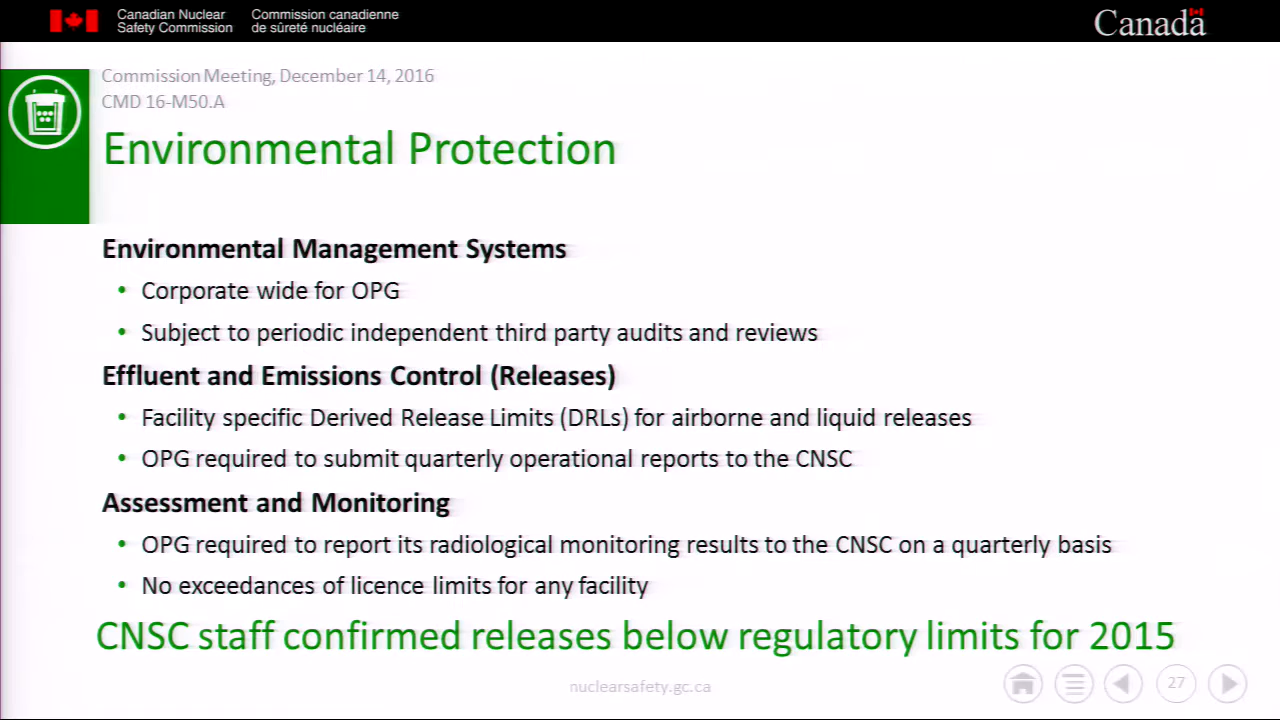 Canadian Nuclear Safety Commission
Commission canadienne de sûreté nucléaire
Canada
Commission Meeting, December 14, 2016
CMD 16-M50.A
Environmental Protection
Environmental Management Systems
• Corporate wide for OPG
• Subject to periodic independent third party audits and reviews
Effluent and Emissions Control (Releases)
• Facility specific Derived Release Limits (DRLs) for airborne and liquid releases
• OPG required to submit quarterly operational reports to the CNSC
Assessment and Monitoring
• OPG required to report its radiological monitoring results to the CNSC on a quarterly basis
• No exceedances of licence limits for any facility
CNSC staff confirmed releases below regulatory limits for 2015
nuclearsafety.gc.ca
27